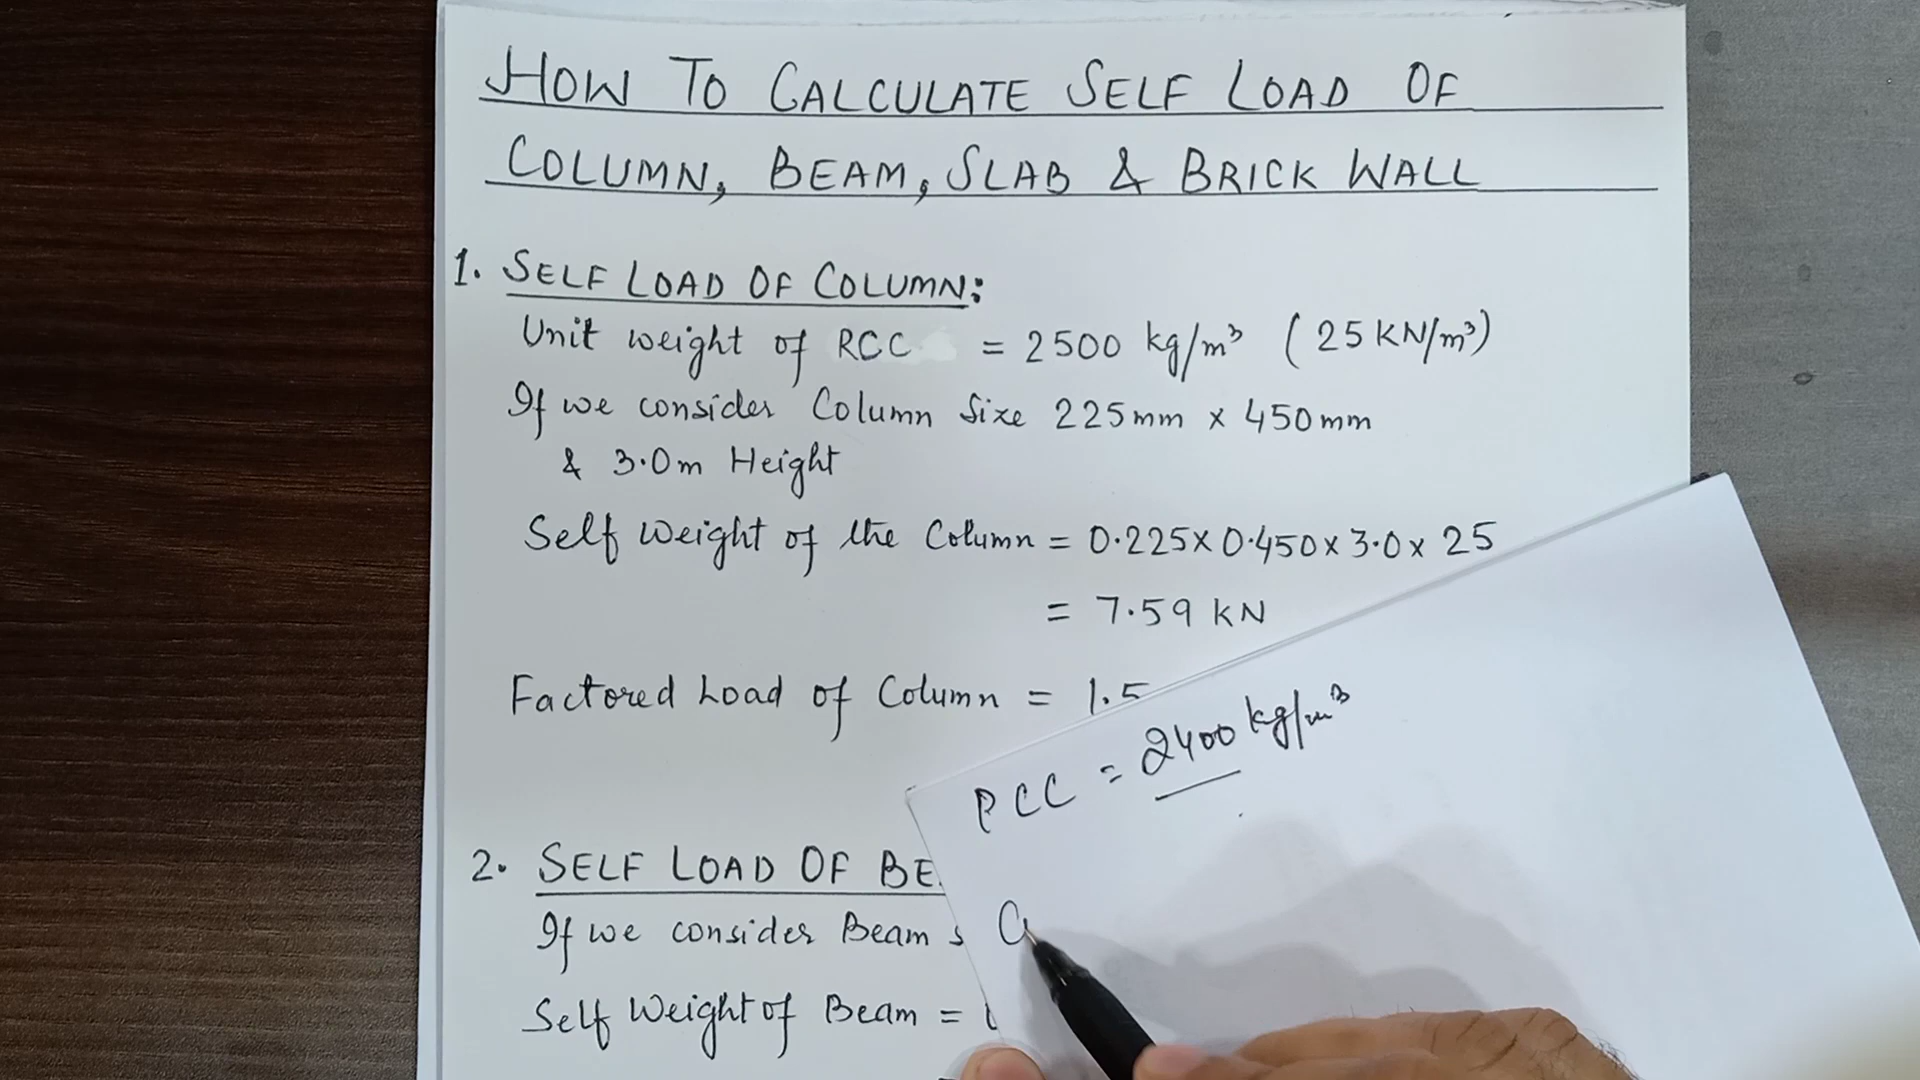 HOW TO CALCULATE SELF LOAD OF
COLUMN, BEAM, SLAB & BRICK WALL
1. SELF LOAD OF COLUMN:
Unit weight of RCC = 2500 kg/m³ (25 KN/m³)
If we consider Column Size 225mm x 450mm
& 3.0m Height
Self Weight of the Column = 0.225 x 0.450 x 3.0 x 25
= 7.59 KN
Factored Load of Column = 1.5
PCC = 2400 kg/m³
2. SELF LOAD OF
If we consider Beam
Self Weight of Beam =